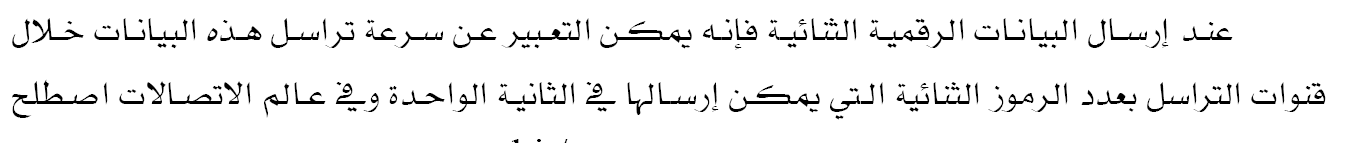 عند إرسال البيانات الرقمية الثنائية فإنه يمكن التعبير عن سرعة تراسل هذه البيانات خلال
قنوات التراسل بعدد الرموز الثنائية التي يمكن إرسالها في الثانية الواحدة وفي عالم الاتصالات اصطلح